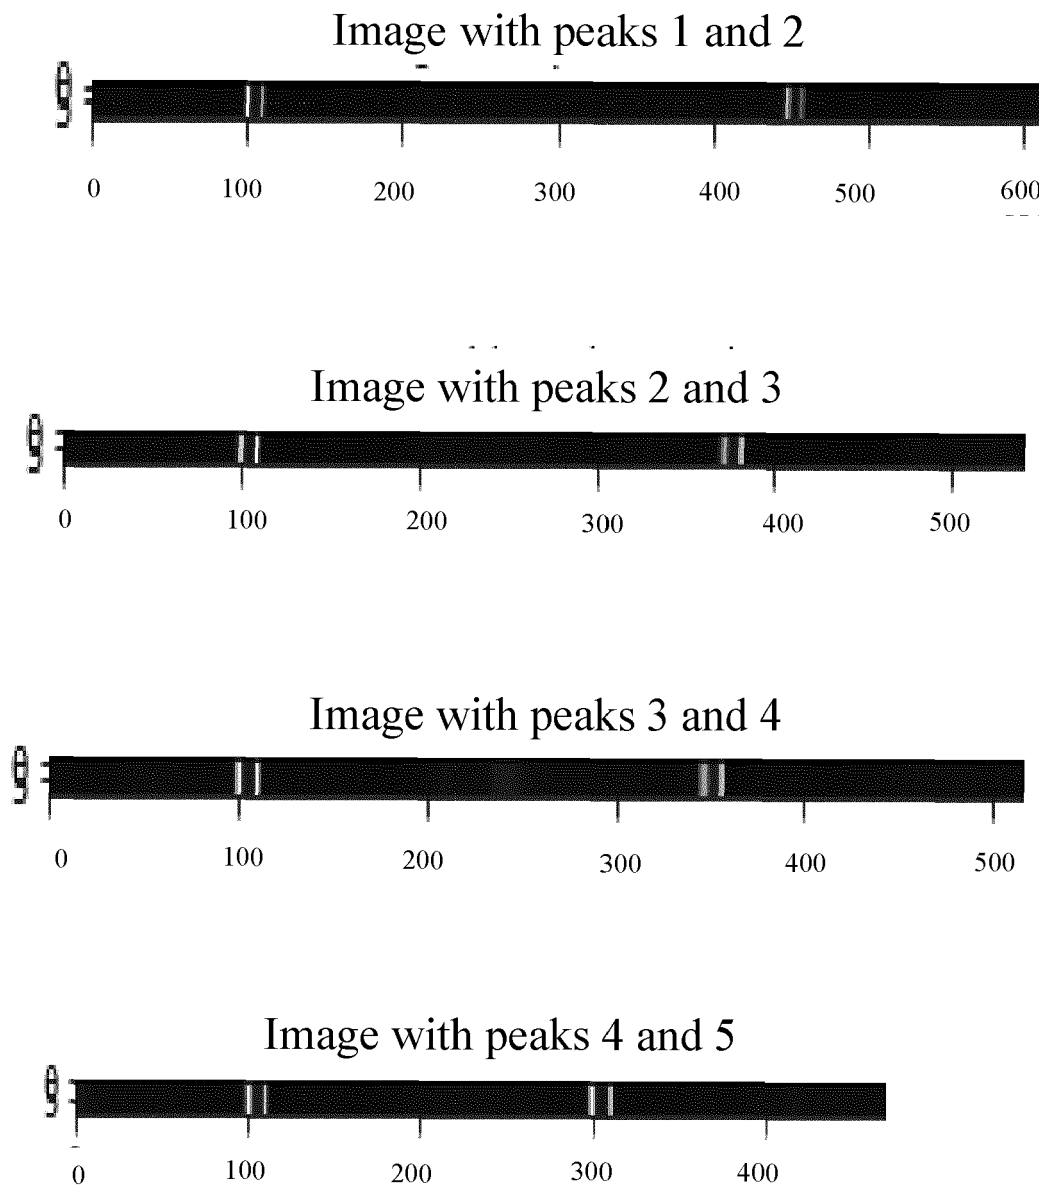 Image with peaks 1 and 2
0 100 200 300 400 500 600
Image with peaks 2 and 3
0 100 200 300 400 500
Image with peaks 3 and 4
0 100 200 300 400 500
Image with peaks 4 and 5
0 100 200 300 400